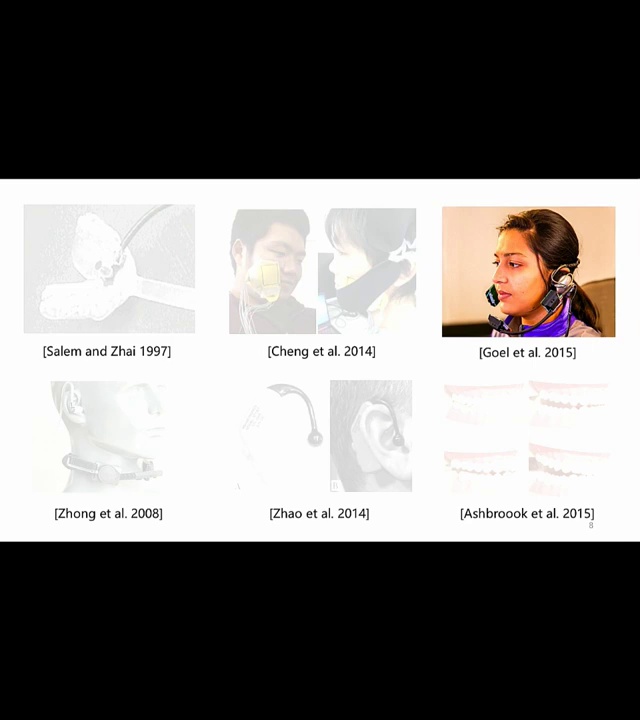 [Salem and Zhai 1997]
[Cheng et al. 2014]
[Goel et al. 2015]
[Zhong et al. 2008]
[Zhao et al. 2014]
[Ashbroook et al. 2015]
8